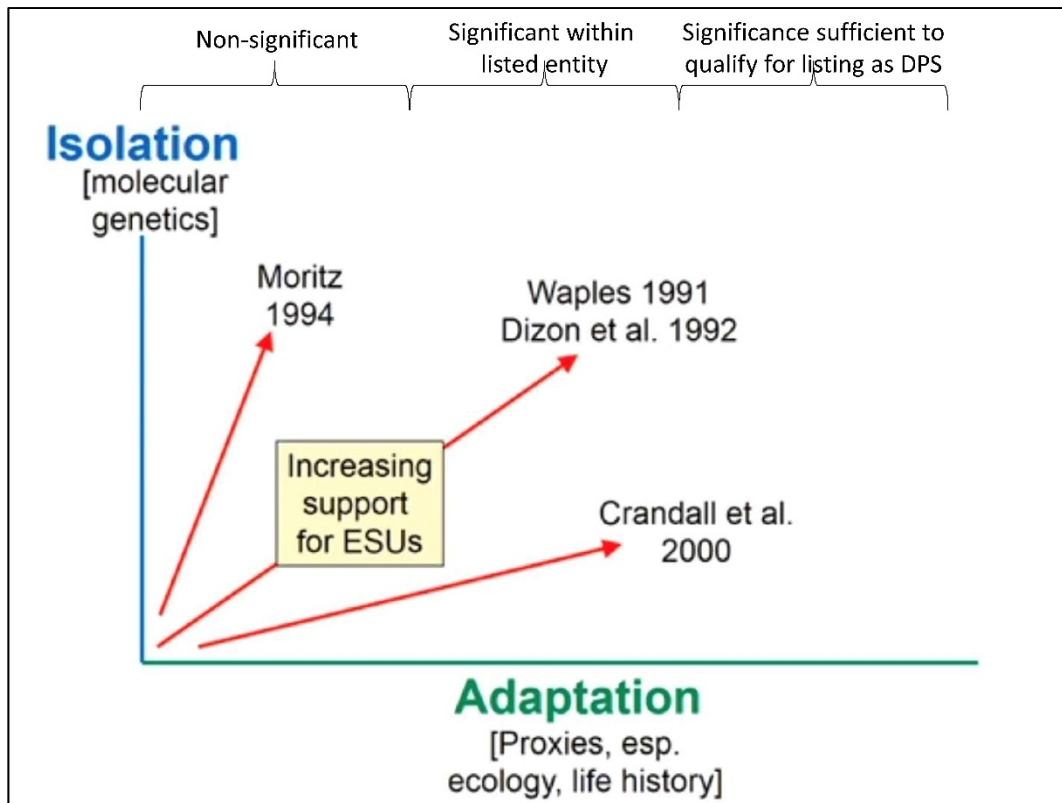 Non-significant
Significant within
listed entity
Significance sufficient to
qualify for listing as DPS
Isolation
[molecular
genetics]
Moritz
1994
Waples 1991
Dizon et al. 1992
Increasing
support
for ESUs
Crandall et al.
2000
Adaptation
[Proxies, esp.
ecology, life history]